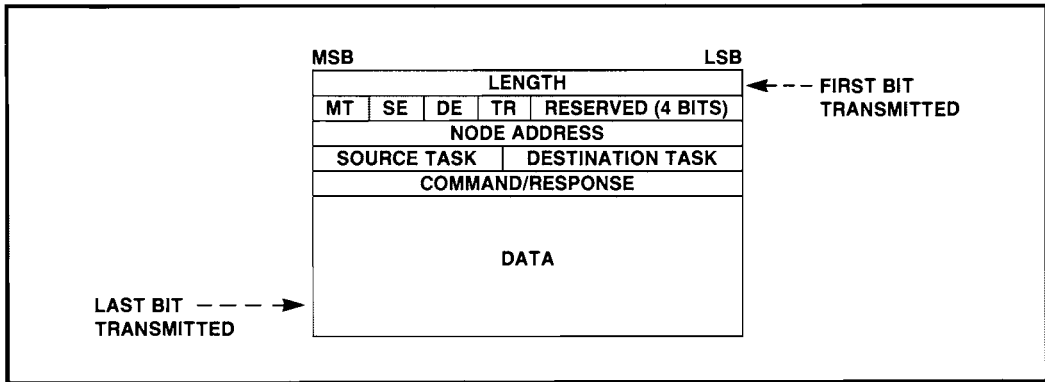 MSB LSB
LENGTH
FIRST BIT
TRANSMITTED
MT SE DE TR RESERVED (4 BITS)
NODE ADDRESS
SOURCE TASK DESTINATION TASK
COMMAND/RESPONSE
DATA
LAST BIT
TRANSMITTED